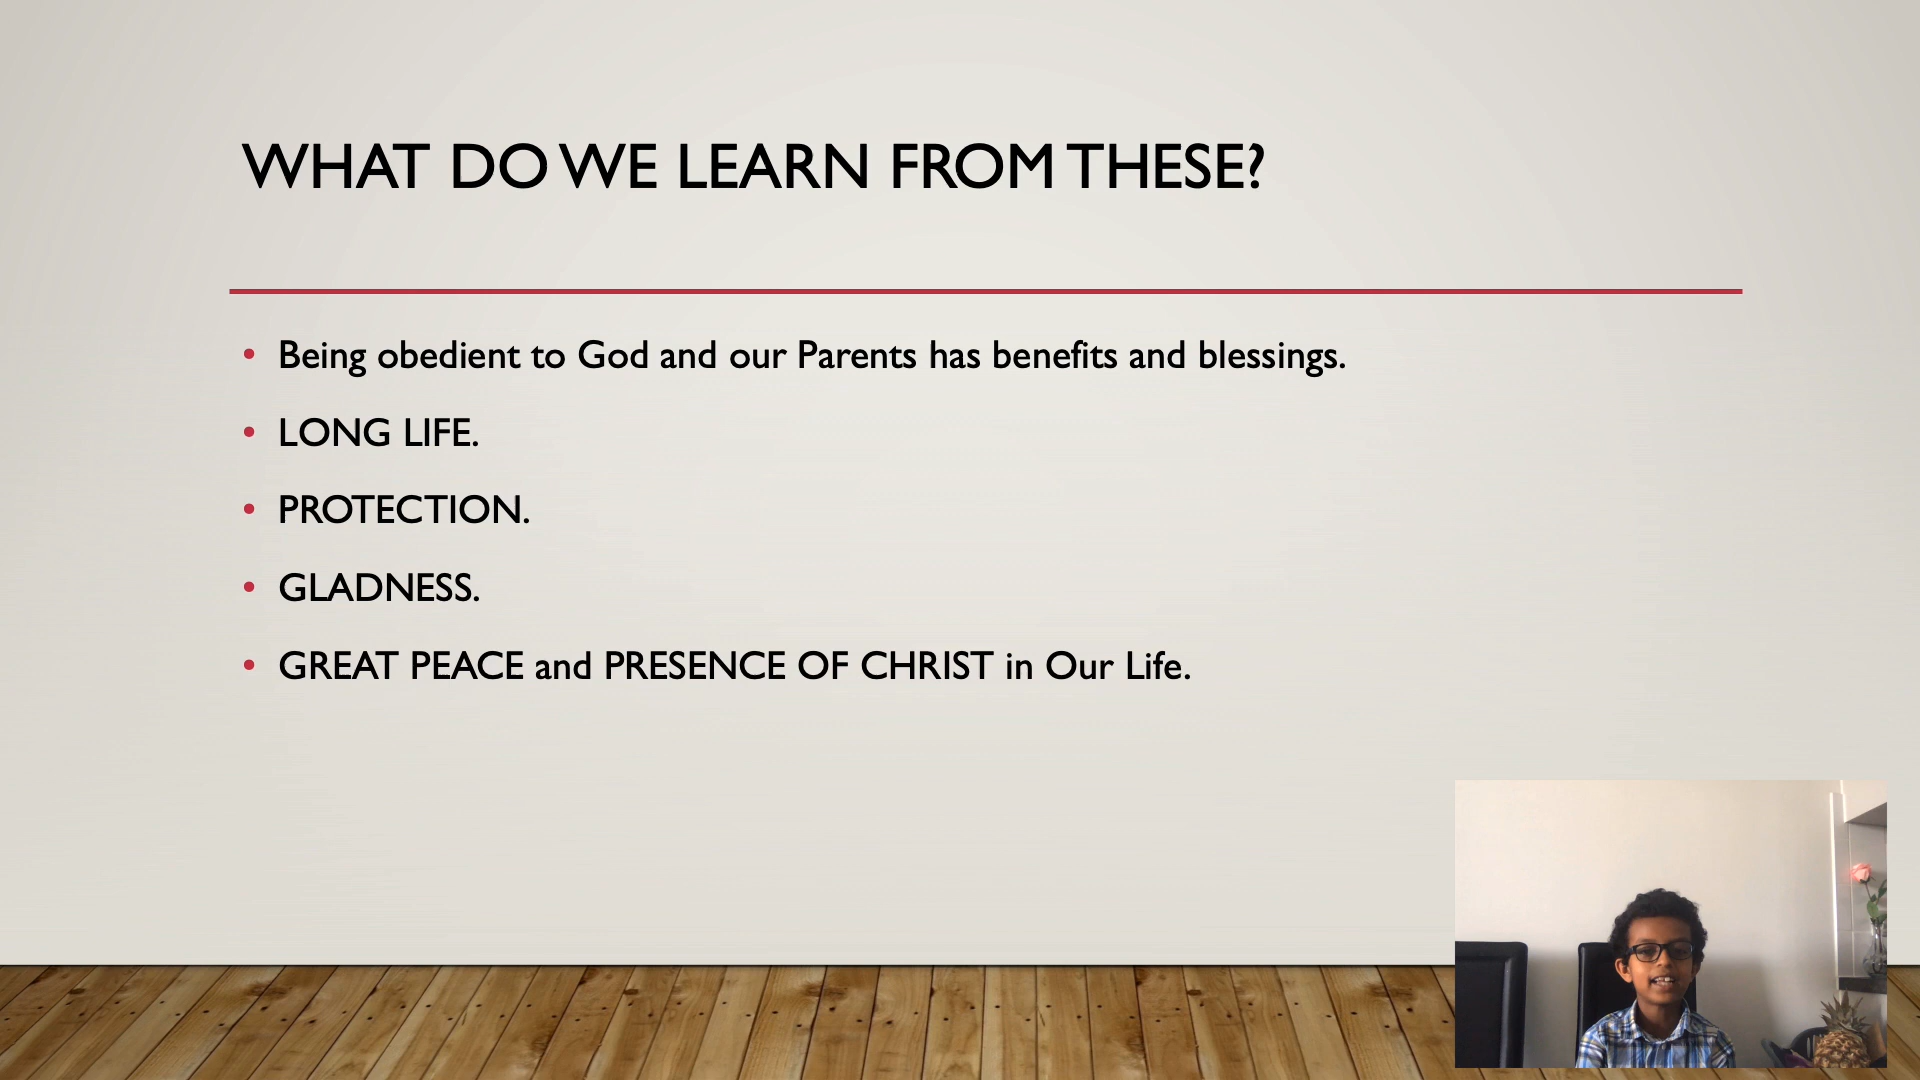 WHAT DO WE LEARN FROM THESE?
• Being obedient to God and our Parents has benefits and blessings.
• LONG LIFE.
• PROTECTION.
• GLADNESS.
• GREAT PEACE and PRESENCE OF CHRIST in Our Life.